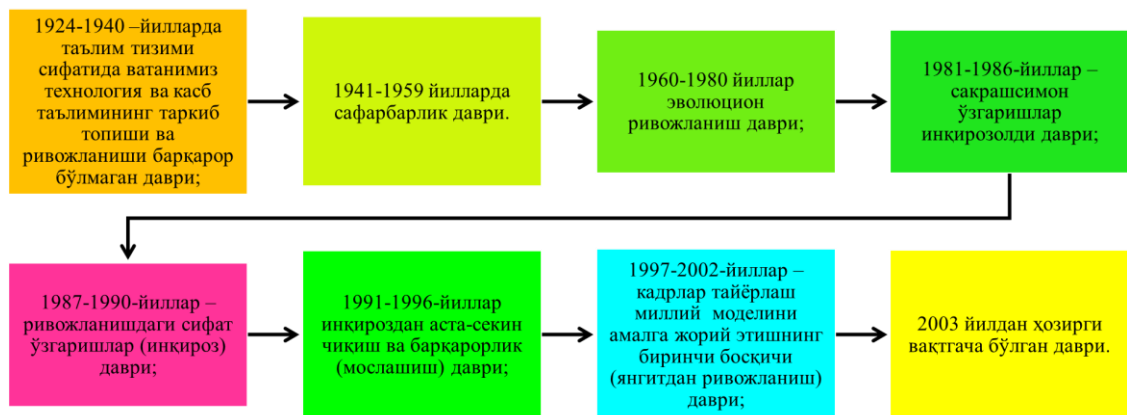 1924-1940 –йилларда
таълим тизими
сифатида ватанимиз
технология ва касб
таълимининг таркиб
топиши ва
ривожланиши барқарор
бўлмаган даври;
1941-1959 йилларда
сафарбарлик даври.
1960-1980 йиллар
эволюцион
ривожланиш даври;
1981-1986-йиллар –
сакрашсимон
ўзгаришлар
инқирозолди даври;
1987-1990-йиллар –
ривожланишдаги сифат
ўзгаришлар (инқироз)
даври;
1991-1996-йиллар
инқироздан аста-секин
чиқиш ва барқарорлик
(мослашиш) даври;
1997-2002-йиллар –
кадрлар тайёрлаш
миллий моделини
амалга жорий этишнинг
биринчи босқичи
(янгитдан ривожланиш)
даври;
2003 йилдан ҳозирги
вақтгача бўлган даври.